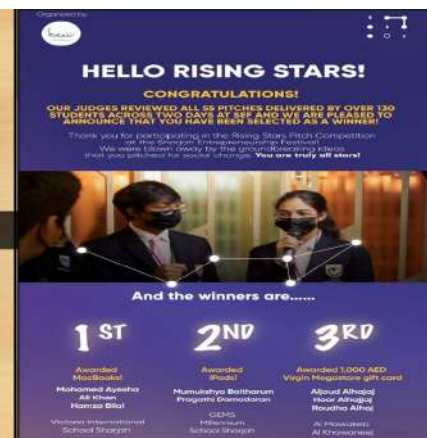 Organised by
HELLO RISING STARS!
CONGRATULATIONS!
OUR JUDGES REVIEWED ALL 55 PITCHES DELIVERED BY OVER 130
STUDENTS ACROSS TWO DAYS AT SEF AND WE ARE PLEASED TO
ANNOUNCE THAT YOU HAVE BEEN SELECTED AS A WINNER!
Thank you for participating in the Rising Stars Pitch Competition
at the Sharjah Entrepreneurship Festival!
We were blown away by the groundbreaking ideas
that you pitched for social change. You are truly all stars!
And the winners are......
1ST
2ND
3RD
Awarded
MacBooks!
Mohamed Ayesha
Ali Khan
Hamza Bilal
Victoria International
School Sharjah
Awarded
iPads!
Mumukshya Baitharum
Pragathi Damodaran
GEMS
Millennium
School Sharjah
Awarded 1,000 AED
Virgin Megastore gift card
Aljoud Alhajaj
Hoor Alhajjaj
Roudha Alhaj
Al Mawakeb
Al Khawaneej